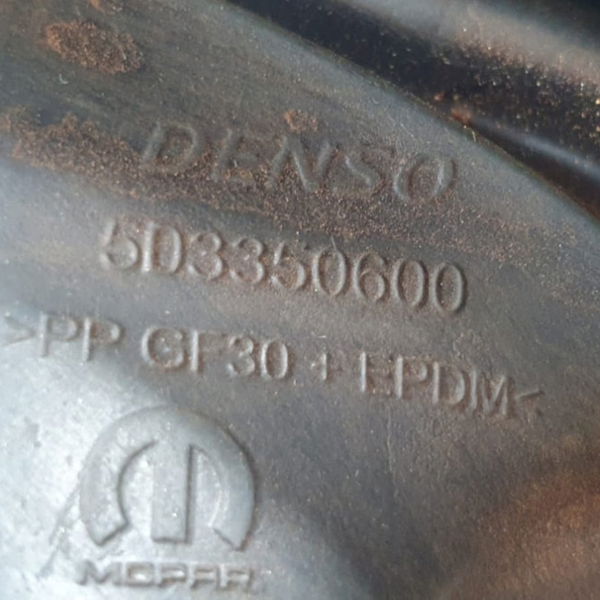 DENSO
5D3350600
>PP GF30 + EPDM<
MOPAR